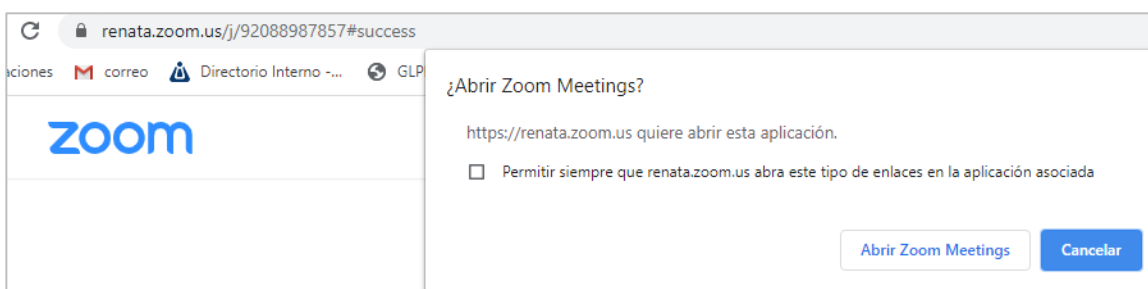 renata.zoom.us/j/92088987857#success
aciones correo Directorio Interno -... GLP
zoom
¿Abrir Zoom Meetings?
https://renata.zoom.us quiere abrir esta aplicación.
Permitir siempre que renata.zoom.us abra este tipo de enlaces en la aplicación asociada
Abrir Zoom Meetings Cancelar